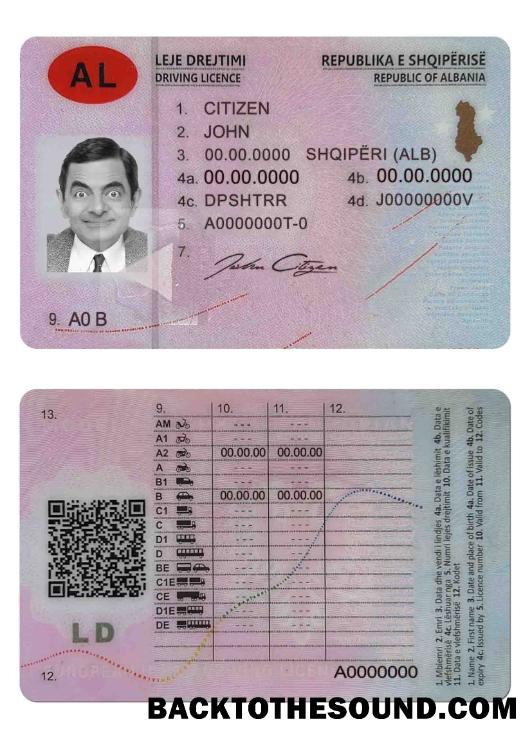 AL
LEJE DREJTIMI REPUBLIKA E SHQIPËRISË
DRIVING LICENCE REPUBLIC OF ALBANIA
1. CITIZEN
2. JOHN
3. 00.00.0000 SHQIPËRI (ALB)
4a. 00.00.0000 4b. 00.00.0000
4c. DPSHTRR 4d. J00000000V
5. A0000000T-0
7. John Citizen
9. A0 B
13. 9. 10. 11. 12.
AM --- ---
A1 --- ---
A2 00.00.00 00.00.00
A --- ---
B1 --- ---
B 00.00.00 00.00.00
C1 --- ---
C --- ---
D1 --- ---
D --- ---
BE --- ---
C1E --- ---
CE --- ---
D1E --- ---
DE --- ---
LD
12. A0000000
1. Mbiemri 2. Emri 3. Data dhe vendi i lindjes 4a. Data e lëshimit 4b. Data e
vlefshmërisë 4c. Lëshuar nga 5. Numri lejes drejtimit 10. Data e kualifikimit
11. Data e vlefshmërisë 12. Kodet
1. Name 2. First name 3. Date and place of birth 4a. Date of issue 4b. Date of
expiry 4c. Issued by 5. Licence number 10. Valid from 11. Valid to 12. Codes
BACKTOTHESOUND.COM